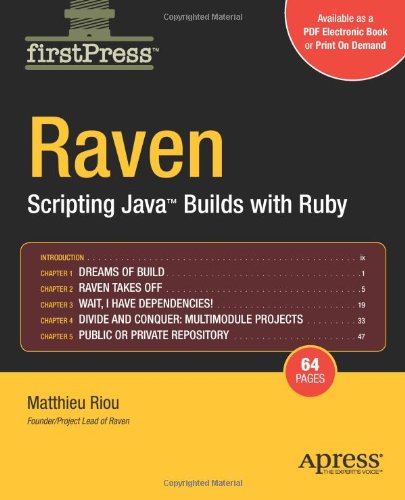 Copyrighted Material
firstPress™
Available as a
PDF Electronic Book
or Print On Demand
Raven
Scripting Java™ Builds with Ruby
INTRODUCTION . . . ix
CHAPTER 1 DREAMS OF BUILD . . . 1
CHAPTER 2 RAVEN TAKES OFF . . . 5
CHAPTER 3 WAIT, I HAVE DEPENDENCIES! . . . 19
CHAPTER 4 DIVIDE AND CONQUER: MULTIMODULE PROJECTS . . . 33
CHAPTER 5 PUBLIC OR PRIVATE REPOSITORY . . . 47
64
PAGES
Matthieu Riou
Founder/Project Lead of Raven
Apress®
THE EXPERT'S VOICE™
Copyrighted Material